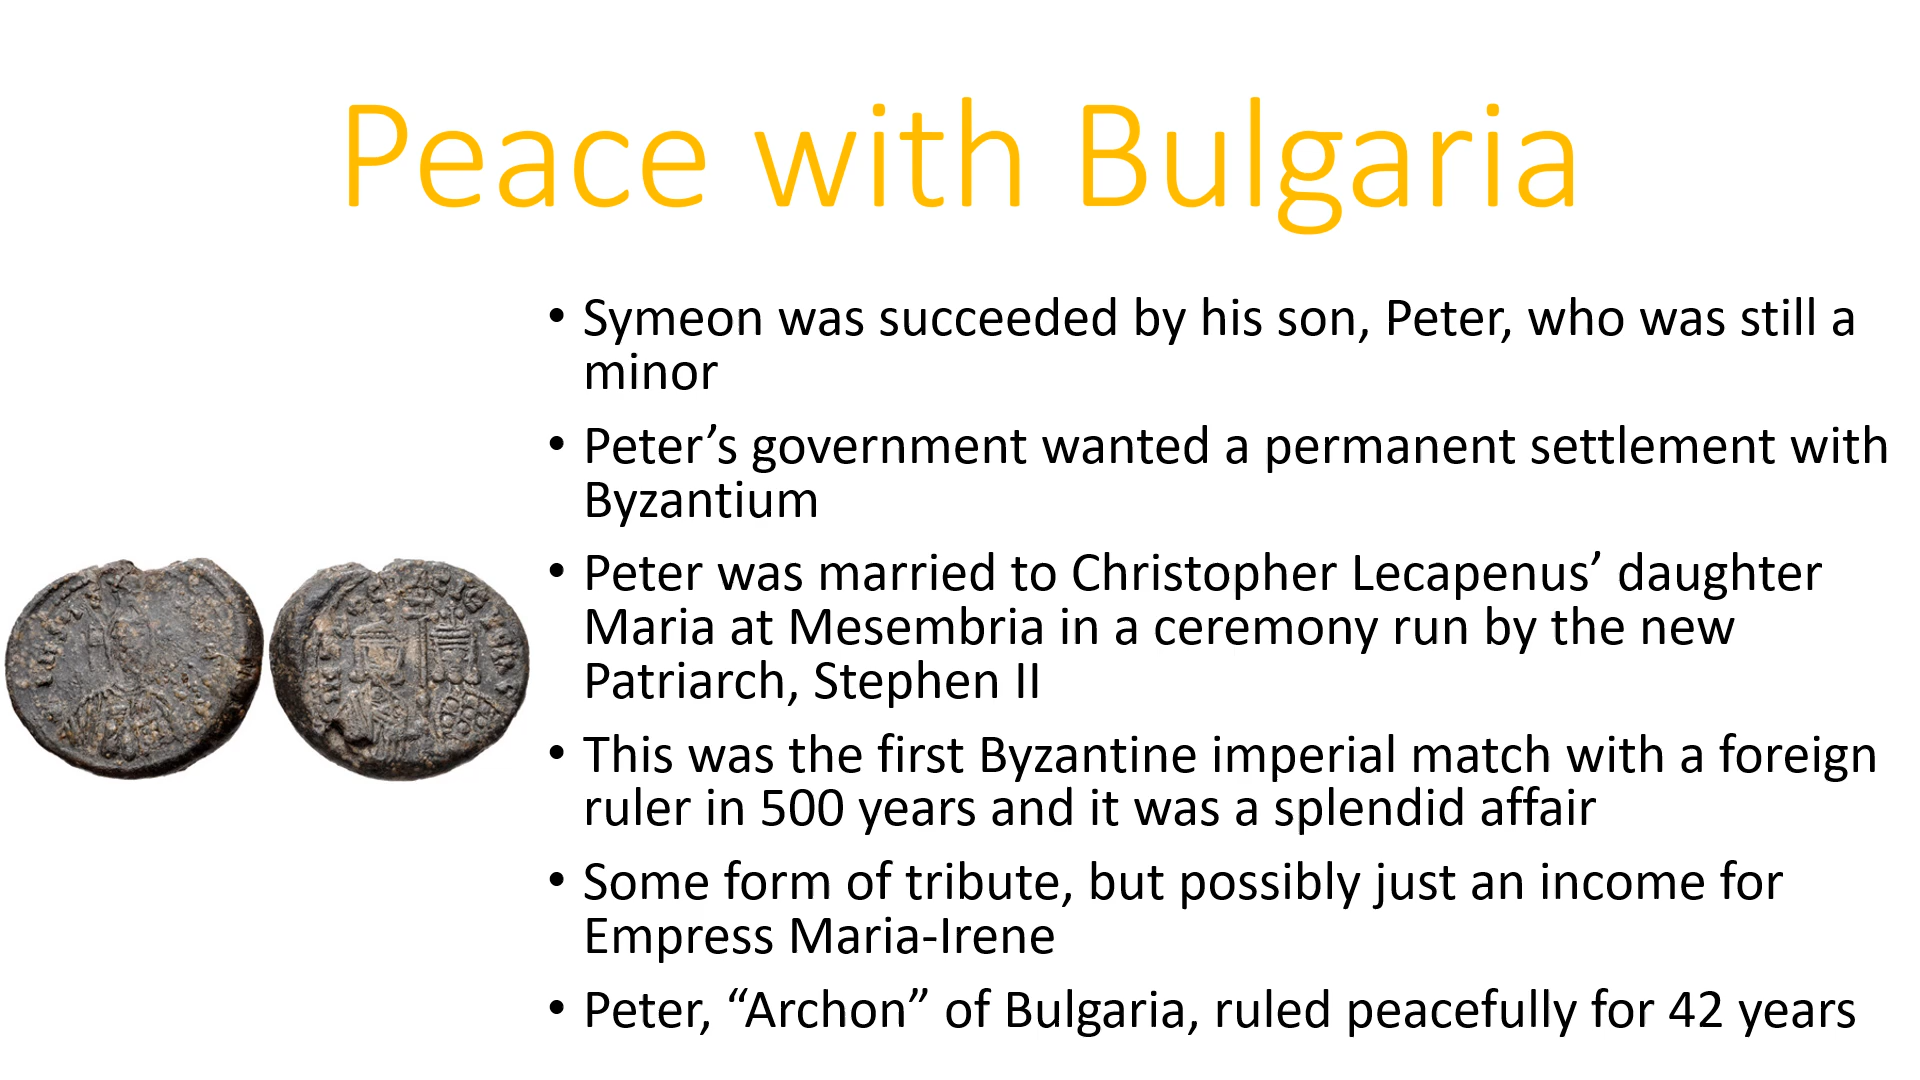 Peace with Bulgaria
• Symeon was succeeded by his son, Peter, who was still a
minor
• Peter’s government wanted a permanent settlement with
Byzantium
• Peter was married to Christopher Lecapenus’ daughter
Maria at Mesembria in a ceremony run by the new
Patriarch, Stephen II
• This was the first Byzantine imperial match with a foreign
ruler in 500 years and it was a splendid affair
• Some form of tribute, but possibly just an income for
Empress Maria-Irene
• Peter, “Archon” of Bulgaria, ruled peacefully for 42 years